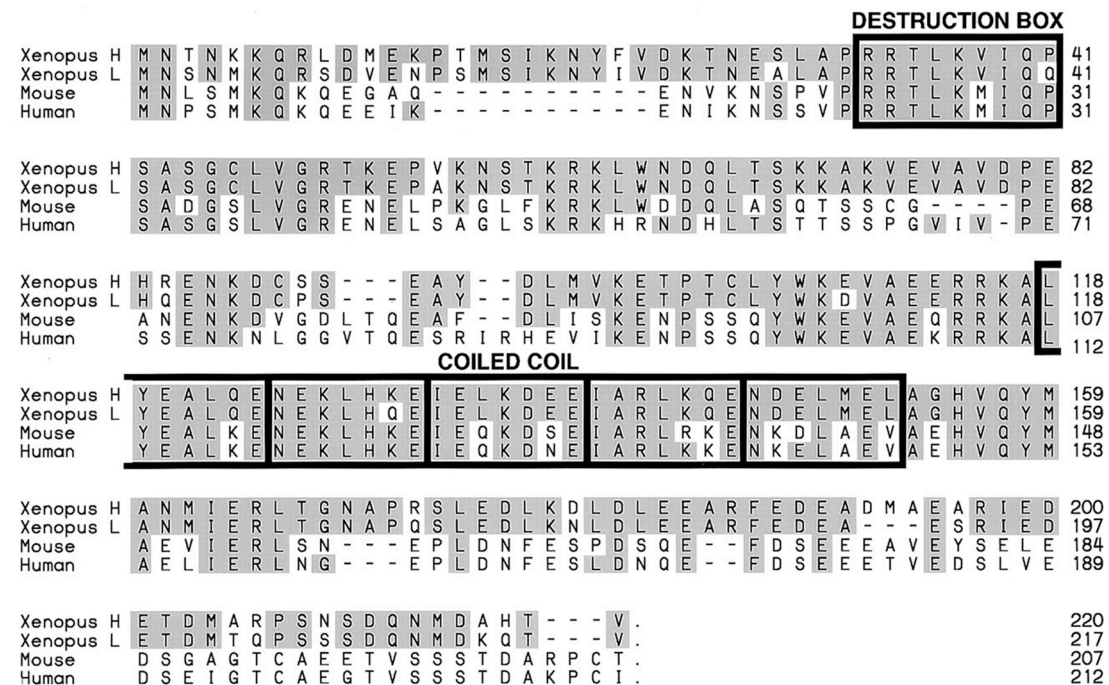 DESTRUCTION BOX
Xenopus H M N T N K K Q R L D M E K P T M S I K N Y F V D K T N E S L A P R R T L K V I Q P 41
Xenopus L M N S N M K Q R S D V E N P S M S I K N Y I V D K T N E A L A P R R T L K V I Q Q 41
Mouse M N L S M K Q K Q E G A Q - - - - - - - - - - E N V K N S P V P R R T L K M I Q P 31
Human M N P S M K Q K Q E E I K - - - - - - - - - - E N I K N S S V P R R T L K M I Q P 31
Xenopus H S A S G C L V G R T K E P V K N S T K R K L W N D Q L T S K K A K V E V A V D P E 82
Xenopus L S A S G C L V G R T K E P A K N S T K R K L W N D Q L T S K K A K V E V A V D P E 82
Mouse S A D G S L V G R E N E L P K G L F K R K L W D D Q L A S Q T S S C G - - - - P E 68
Human S A S G S L V G R E N E L S A G L S K R K H R N D H L T S T T S S P G V I V - P E 71
Xenopus H H R E N K D C S S - - - E A Y - - D L M V K E T P T C L Y W K E V A E E R R K A L 118
Xenopus L H Q E N K D C P S - - - E A Y - - D L M V K E T P T C L Y W K D V A E E R R K A L 118
Mouse A N E N K D V G D L T Q E A F - - D L I S K E N P S S Q Y W K E V A E Q R R K A L 107
Human S S E N K N L G G V T Q E S R I R H E V I K E N P S S Q Y W K E V A E K R R K A L 112
COILED COIL
Xenopus H Y E A L Q E N E K L H K E I E L K D E E I A R L K Q E N D E L M E L A G H V Q Y M 159
Xenopus L Y E A L Q E N E K L H Q E I E L K D E E I A R L K Q E N D E L M E L A G H V Q Y M 159
Mouse Y E A L K E N E K L H K E I E Q K D S E I A R L R K E N K D L A E V A E H V Q Y M 148
Human Y E A L K E N E K L H K E I E Q K D N E I A R L K K E N K E L A E V A E H V Q Y M 153
Xenopus H A N M I E R L T G N A P R S L E D L K D L D L E E A R F E D E A D M A E A R I E D 200
Xenopus L A N M I E R L T G N A P Q S L E D L K N L D L E E A R F E D E A - - - E S R I E D 197
Mouse A E V I E R L S N - - - E P L D N F E S P D S Q E - - F D S E E E A V E Y S E L E 184
Human A E L I E R L N G - - - E P L D N F E S L D N Q E - - F D S E E E T V E D S L V E 189
Xenopus H E T D M A R P S N S D Q N M D A H T - - - V . 220
Xenopus L E T D M T Q P S S S D Q N M D K Q T - - - V . 217
Mouse D S G A G T C A E E T V S S S T D A R P C T . 207
Human D S E I G T C A E G T V S S S T D A K P C I . 212